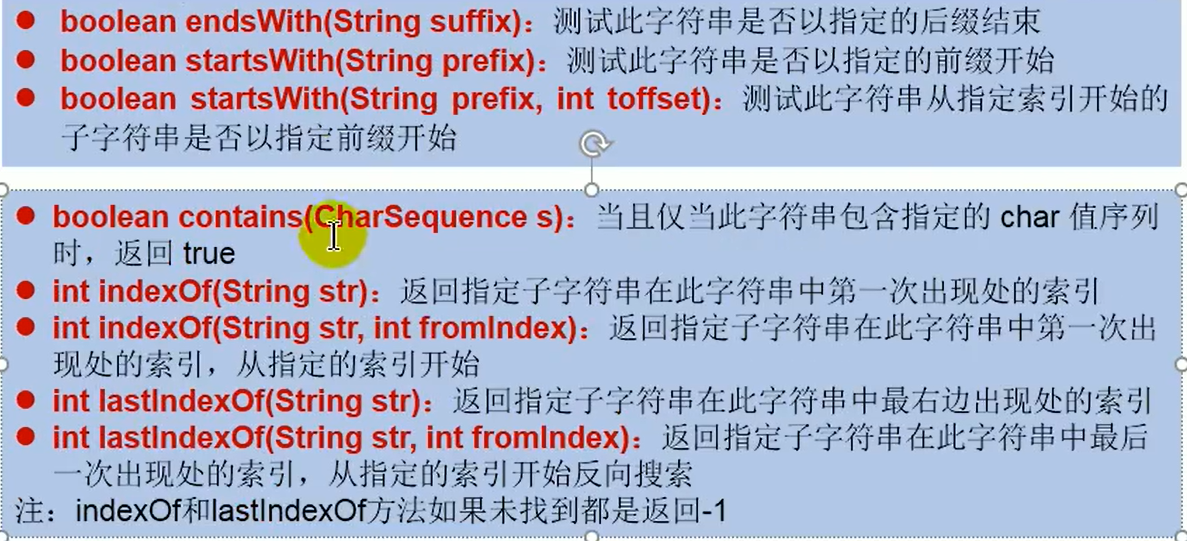 ● boolean endsWith(String suffix)：测试此字符串是否以指定的后缀结束
● boolean startsWith(String prefix)：测试此字符串是否以指定的前缀开始
● boolean startsWith(String prefix, int toffset)：测试此字符串从指定索引开始的
子字符串是否以指定前缀开始
● boolean contains(CharSequence s)：当且仅当此字符串包含指定的 char 值序列
时，返回 true
● int indexOf(String str)：返回指定子字符串在此字符串中第一次出现处的索引
● int indexOf(String str, int fromIndex)：返回指定子字符串在此字符串中第一次出
现处的索引，从指定的索引开始
● int lastIndexOf(String str)：返回指定子字符串在此字符串中最右边出现处的索引
● int lastIndexOf(String str, int fromIndex)：返回指定子字符串在此字符串中最后
一次出现处的索引，从指定的索引开始反向搜索
注：indexOf和lastIndexOf方法如果未找到都是返回-1